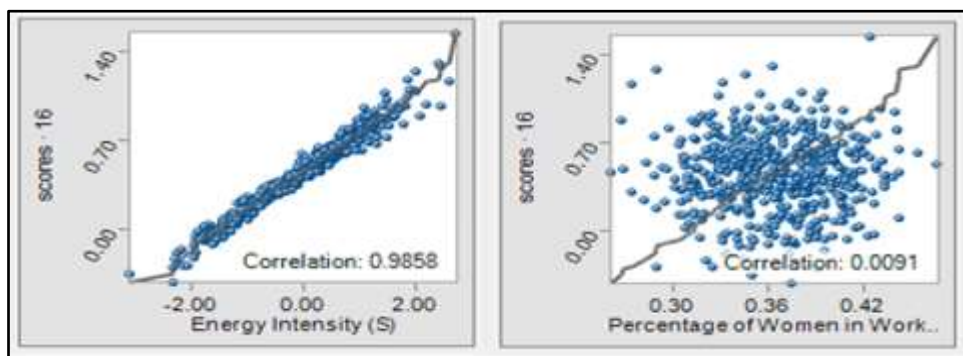 scores · 16
1.40
0.70
0.00
Correlation: 0.9858
-2.00 0.00 2.00
Energy Intensity (S)
scores · 16
1.40
0.70
0.00
Correlation: 0.0091
0.30 0.36 0.42
Percentage of Women in Work..